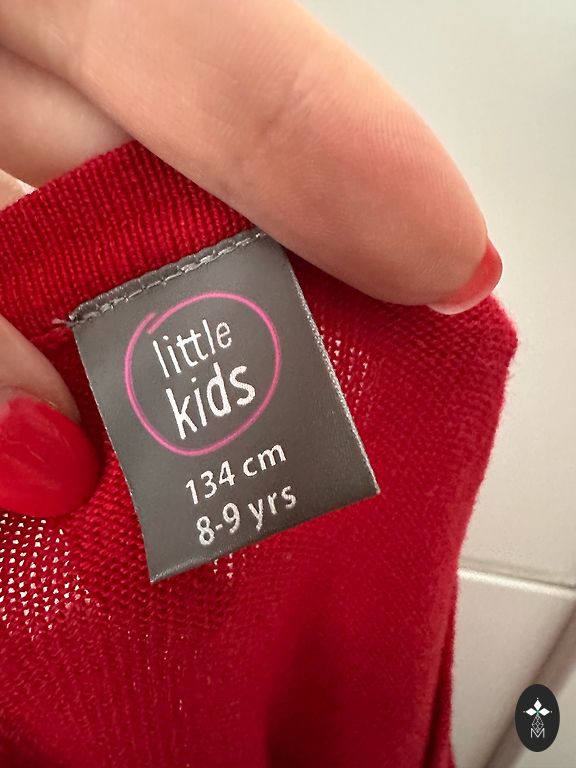 little
kids
134 cm
8-9 yrs
M